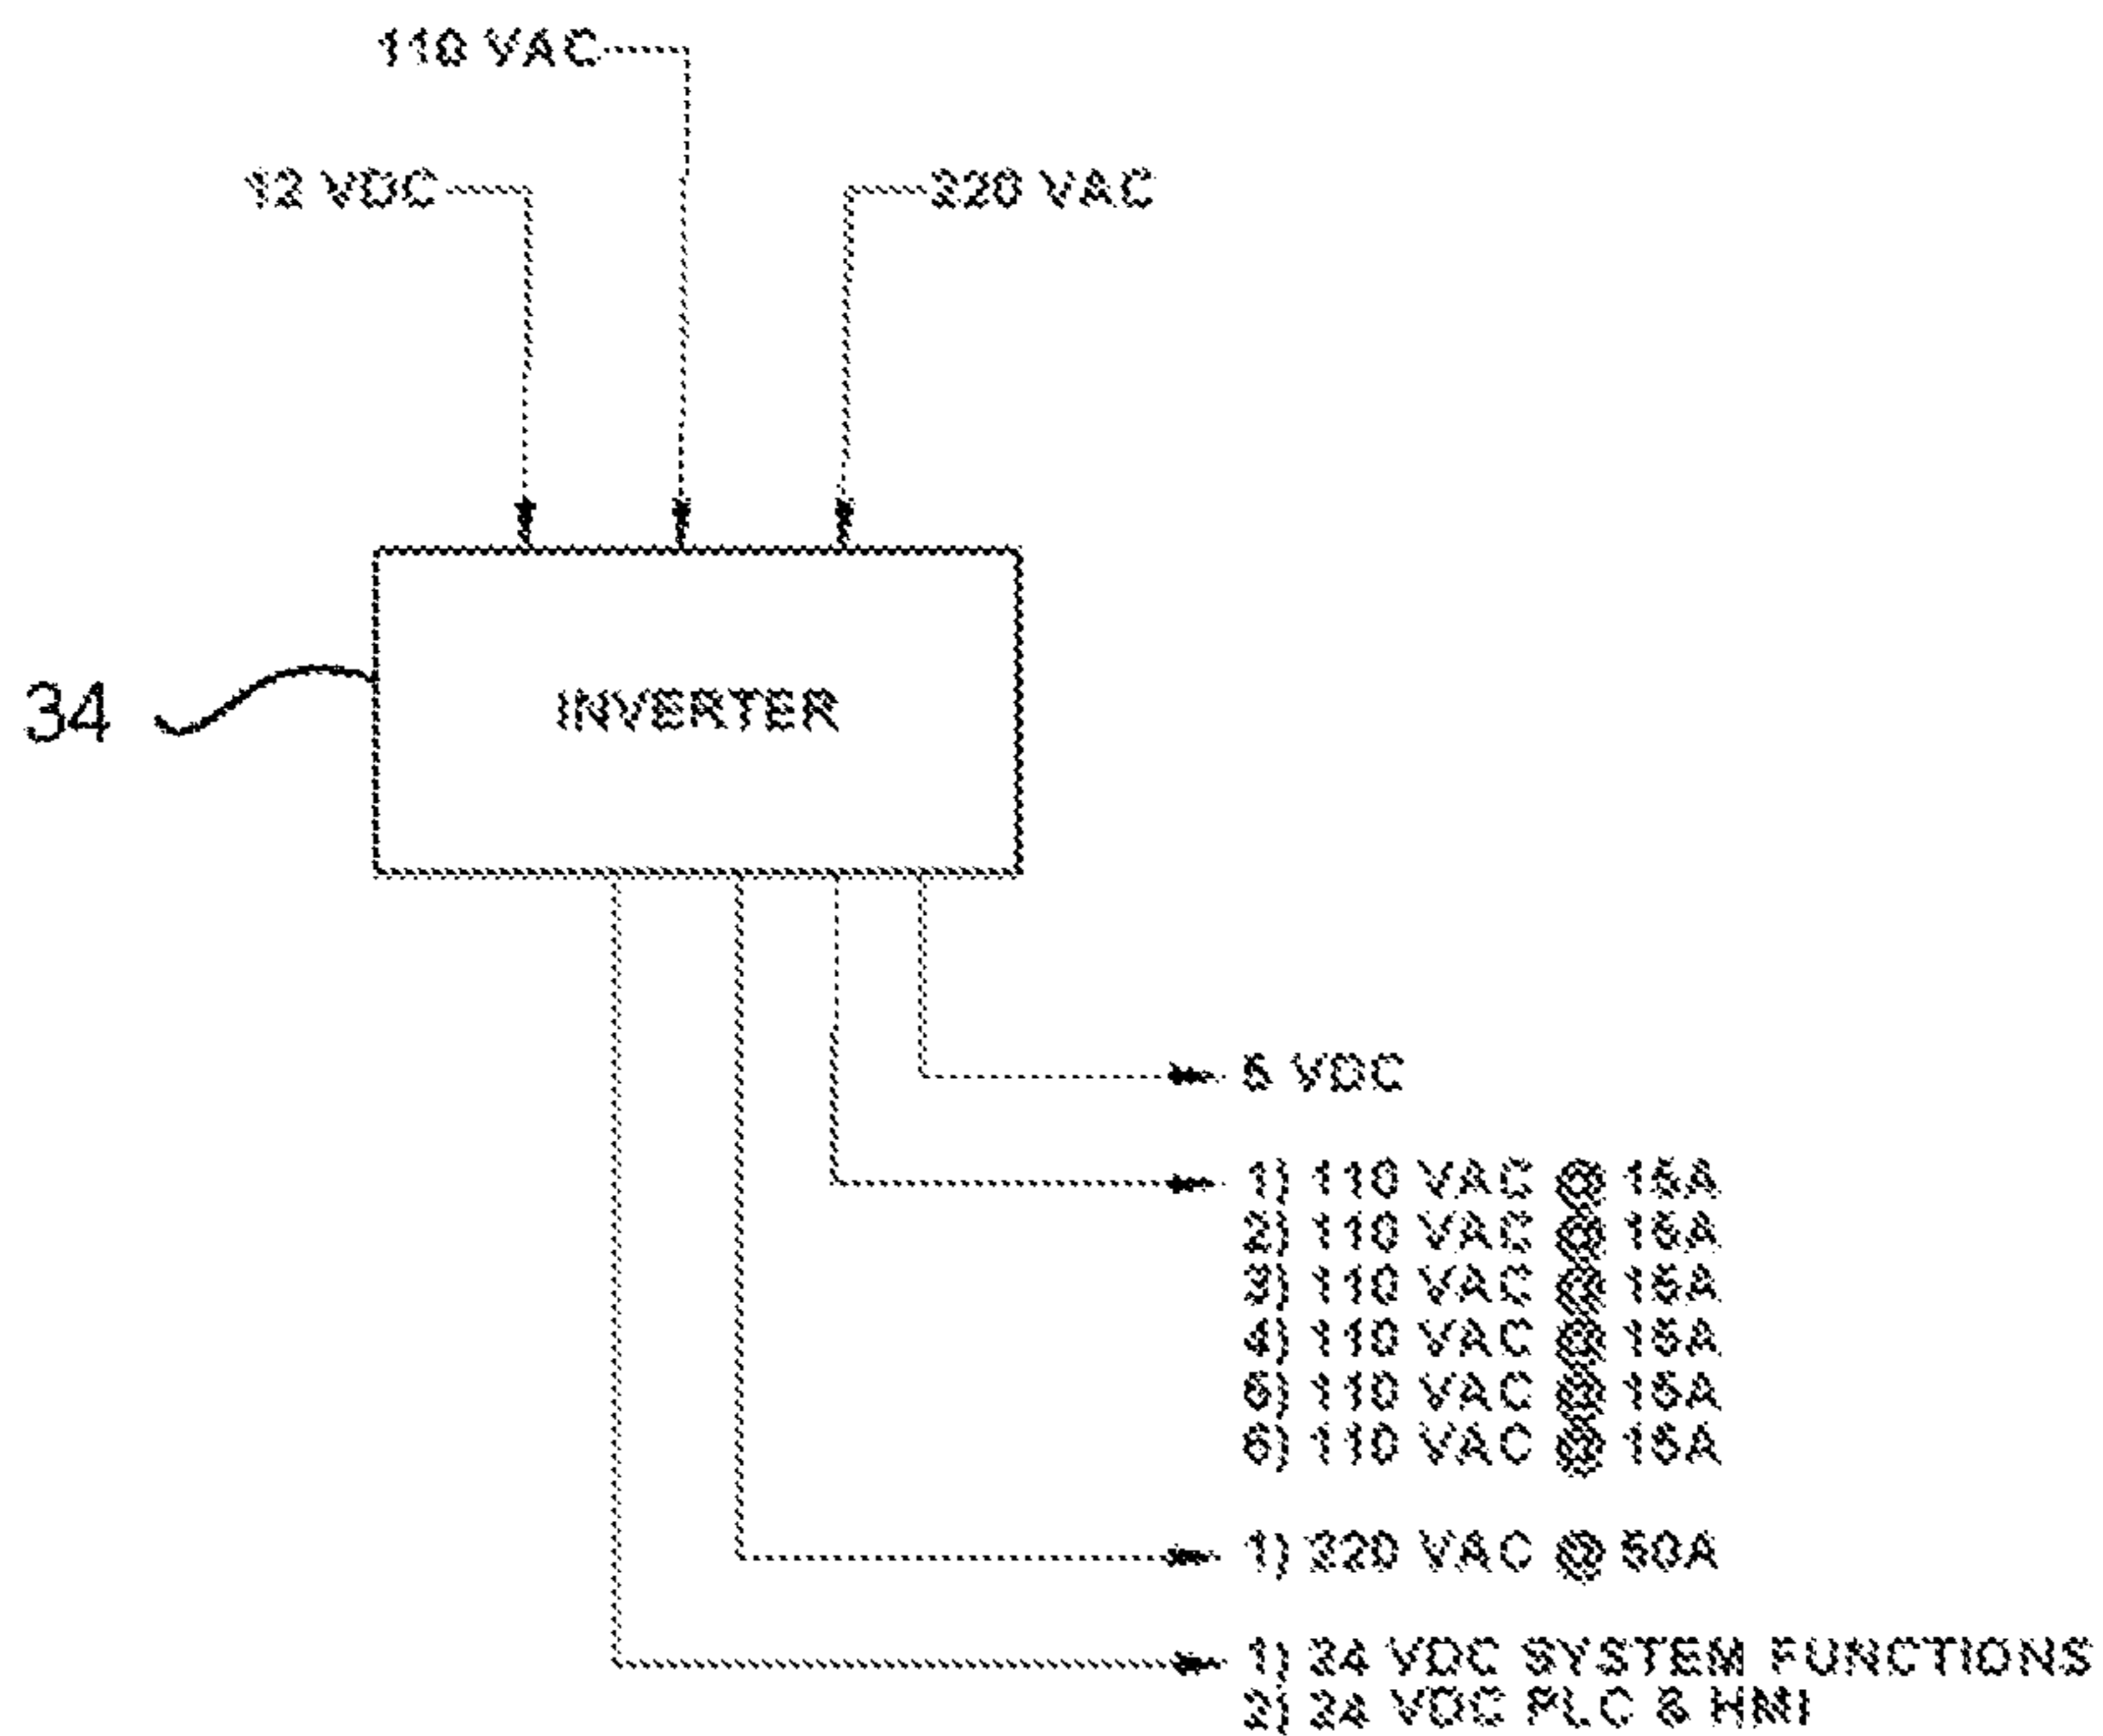 110 VAC
12 VDC
220 VAC
34
INVERTER
5 VDC
1) 110 VAC @ 15A
2) 110 VAC @ 15A
3) 110 VAC @ 15A
4) 110 VAC @ 15A
5) 110 VAC @ 15A
6) 110 VAC @ 15A
1) 220 VAC @ 50A
1) 24 VDC SYSTEM FUNCTIONS
2) 24 VDC PLC & HMI